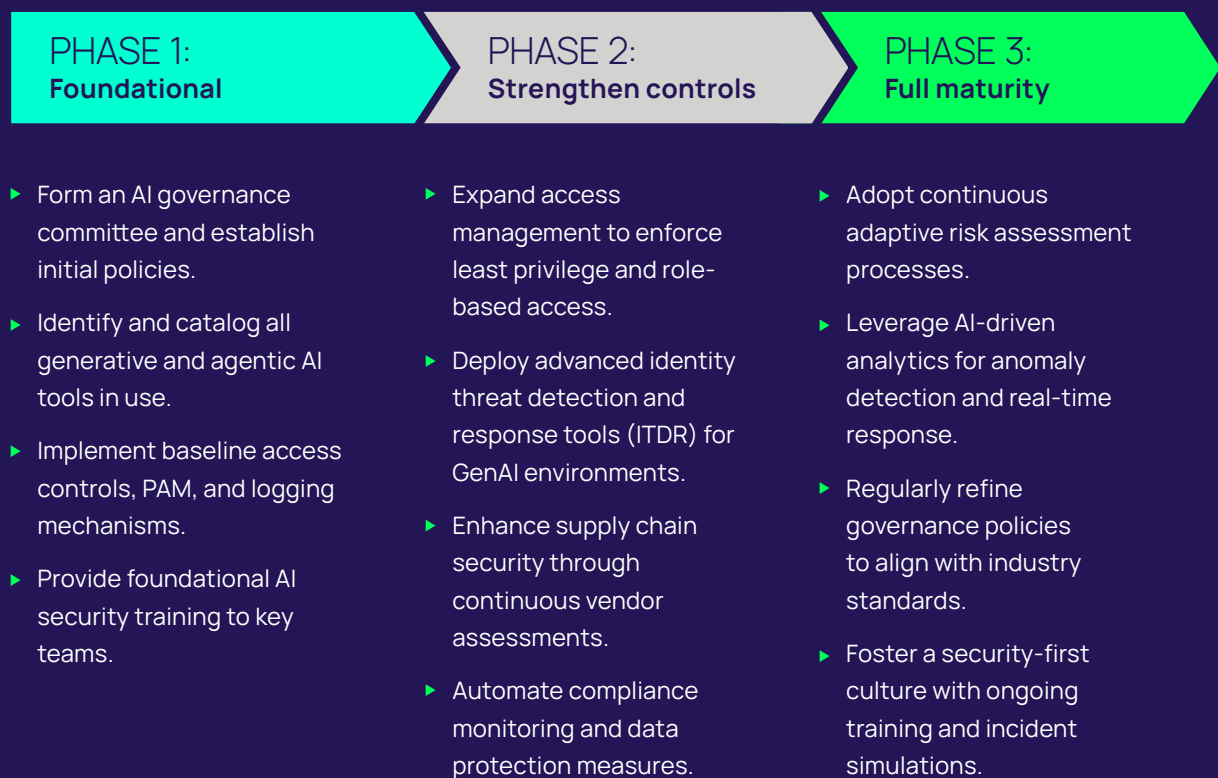 PHASE 1:
Foundational
Form an AI governance
committee and establish
initial policies.
Identify and catalog all
generative and agentic AI
tools in use.
Implement baseline access
controls, PAM, and logging
mechanisms.
Provide foundational AI
security training to key
teams.
PHASE 2:
Strengthen controls
Expand access
management to enforce
least privilege and role-
based access.
Deploy advanced identity
threat detection and
response tools (ITDR) for
GenAI environments.
Enhance supply chain
security through
continuous vendor
assessments.
Automate compliance
monitoring and data
protection measures.
PHASE 3:
Full maturity
Adopt continuous
adaptive risk assessment
processes.
Leverage AI-driven
analytics for anomaly
detection and real-time
response.
Regularly refine
governance policies
to align with industry
standards.
Foster a security-first
culture with ongoing
training and incident
simulations.